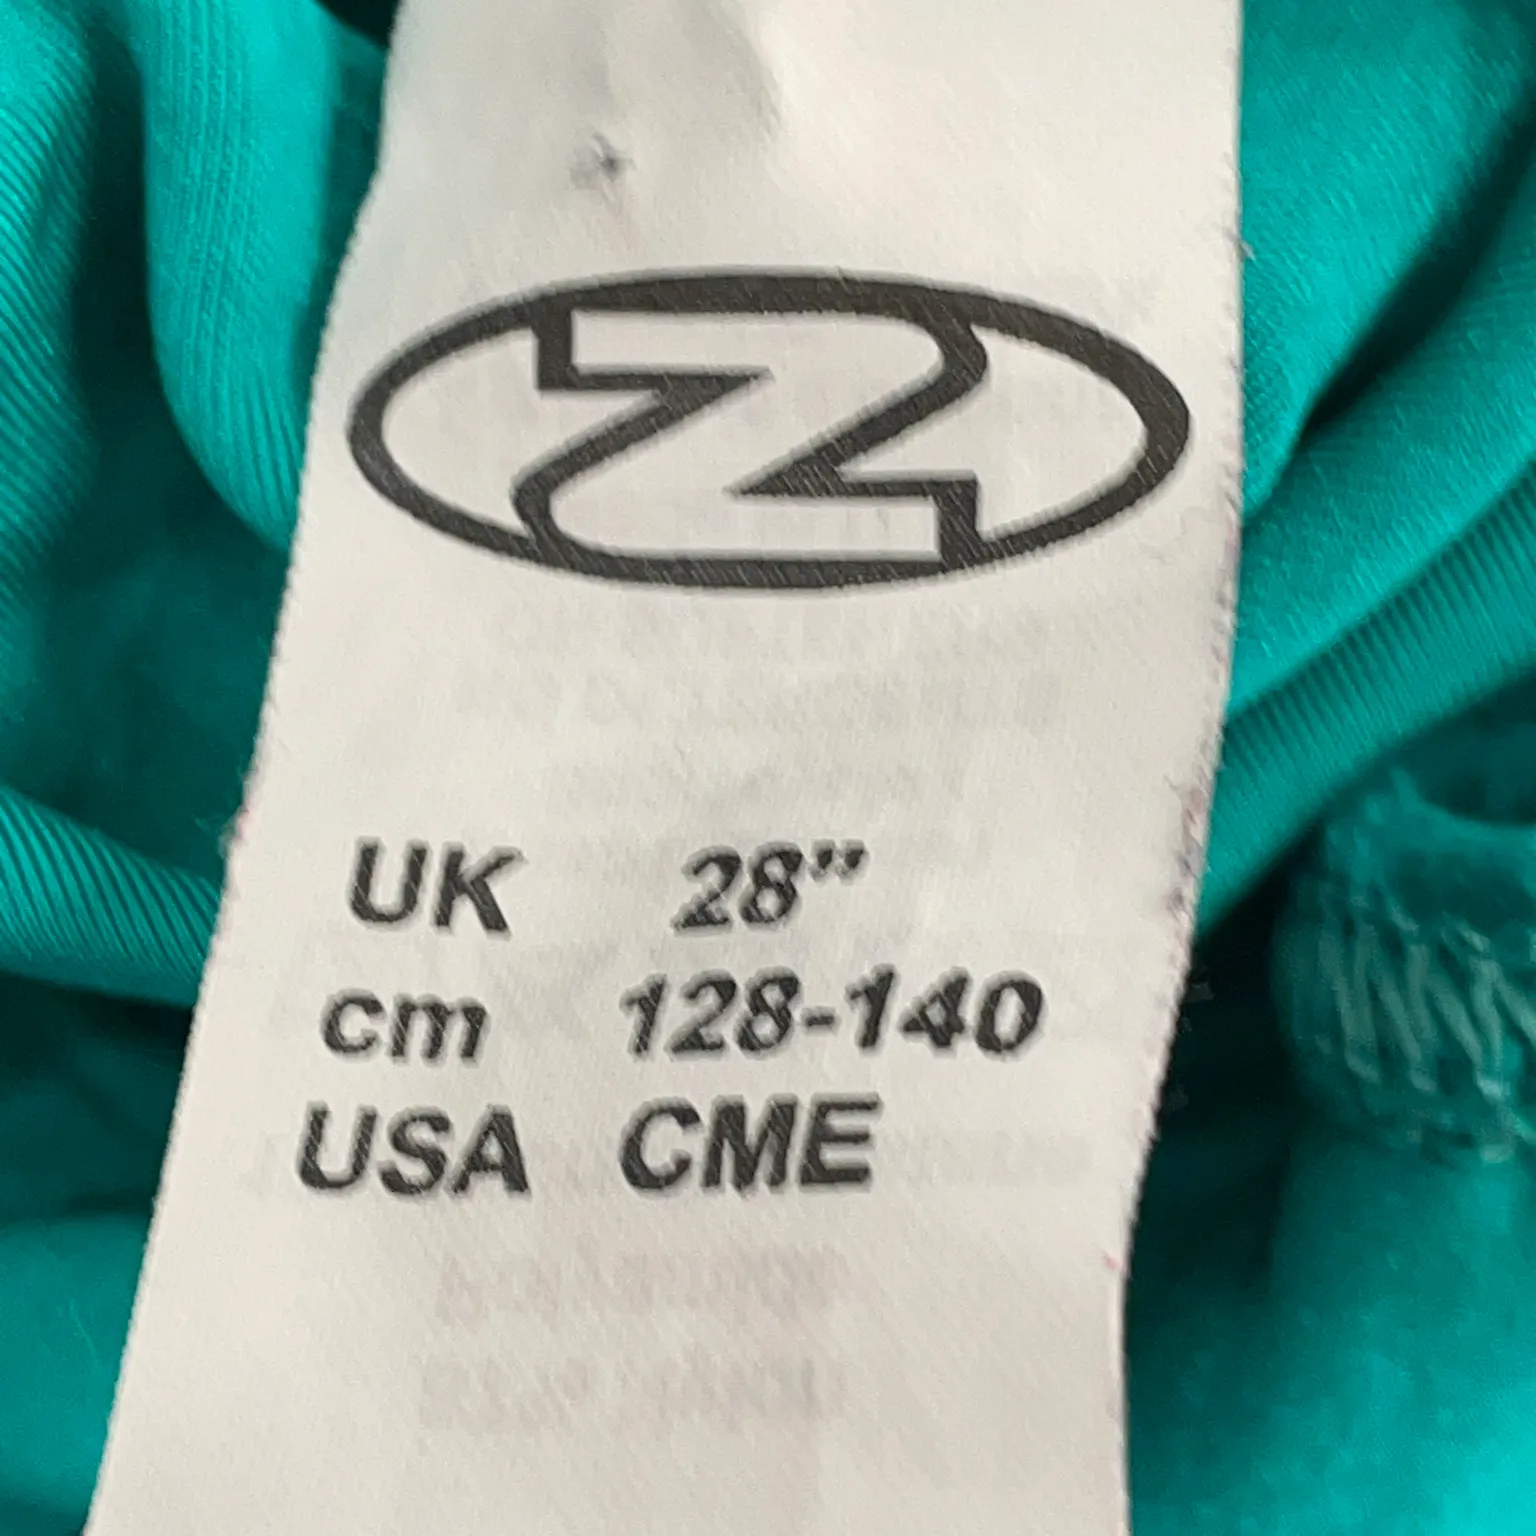 Z
UK 28"
cm 128-140
USA CME